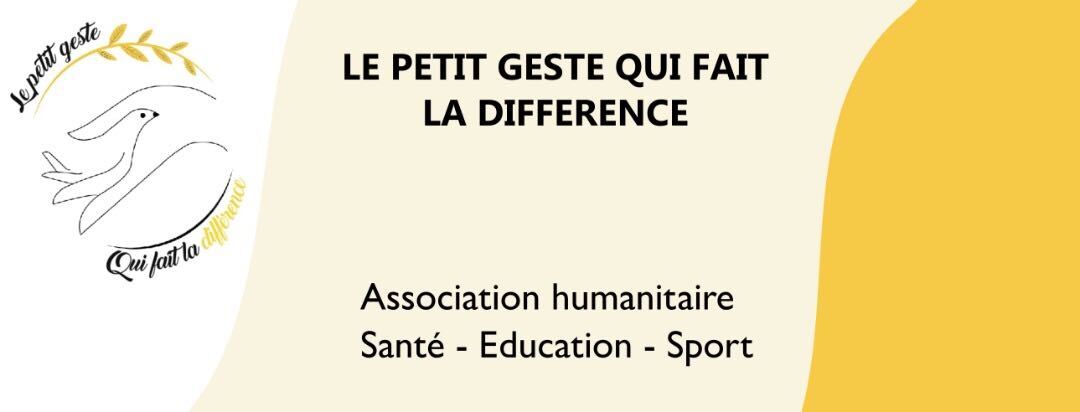 Le petit geste
Qui fait la différence
LE PETIT GESTE QUI FAIT
LA DIFFERENCE
Association humanitaire
Santé - Education - Sport